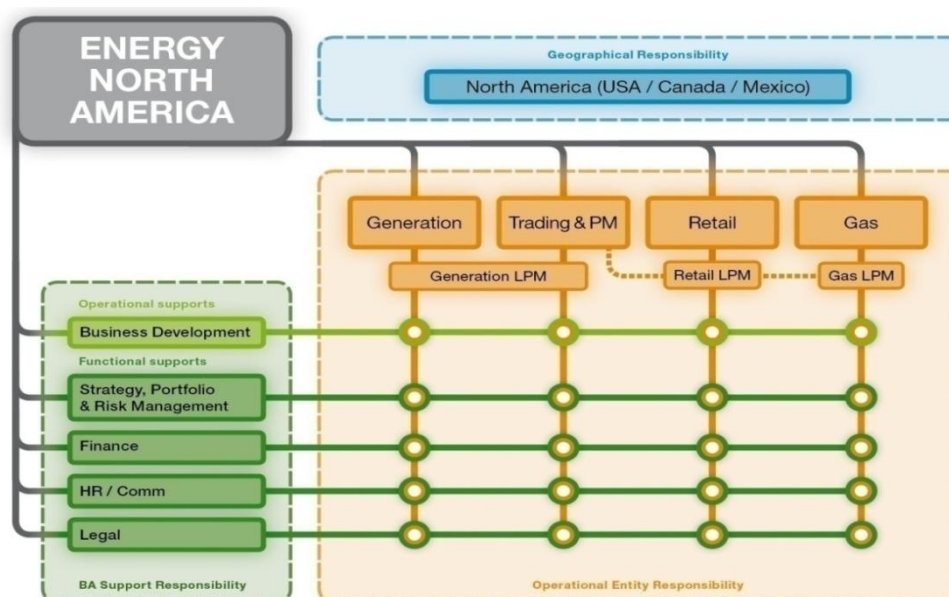 ENERGY
NORTH
AMERICA
Geographical Responsibility
North America (USA / Canada / Mexico)
Generation
Trading & PM
Retail
Gas
Generation LPM
Retail LPM
Gas LPM
Operational supports
Business Development
Functional supports
Strategy, Portfolio
& Risk Management
Finance
HR / Comm
Legal
BA Support Responsibility
Operational Entity Responsibility